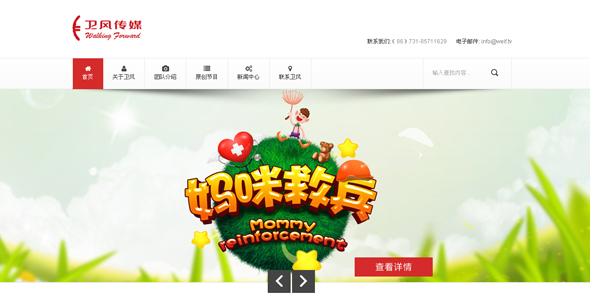 卫风传媒
Walking Forward
联系我们: ( 86 ) 731-85711629 电子邮件: info@weif.tv
首页 关于卫风 团队介绍 原创节目 新闻中心 联系卫风 输入查找内容...
妈咪救兵
Mommy
reinforcement
查看详情